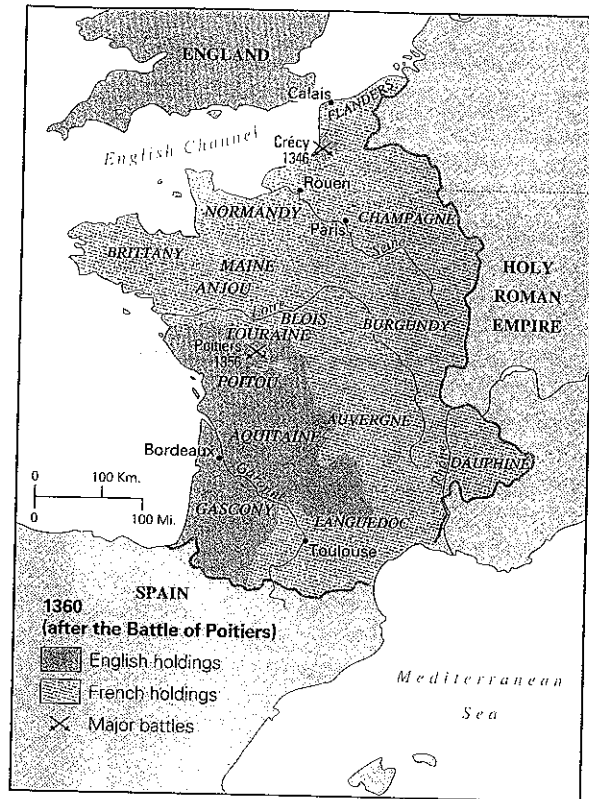 ENGLAND
Calais
FLANDERS
English Channel
Crécy
1346
Rouen
NORMANDY
CHAMPAGNE
Paris
BRITTANY
MAINE
ANJOU
HOLY
ROMAN
EMPIRE
Loire
BLOIS
TOURAINE
BURGUNDY
Poitiers
1356
POITOU
AUVERGNE
AQUITAINE
Bordeaux
DAUPHINE
0 100 Km.
0 100 Mi.
GASCONY
LANGUEDOC
Toulouse
SPAIN
1360
(after the Battle of Poitiers)
English holdings
French holdings
Major battles
Mediterranean
Sea